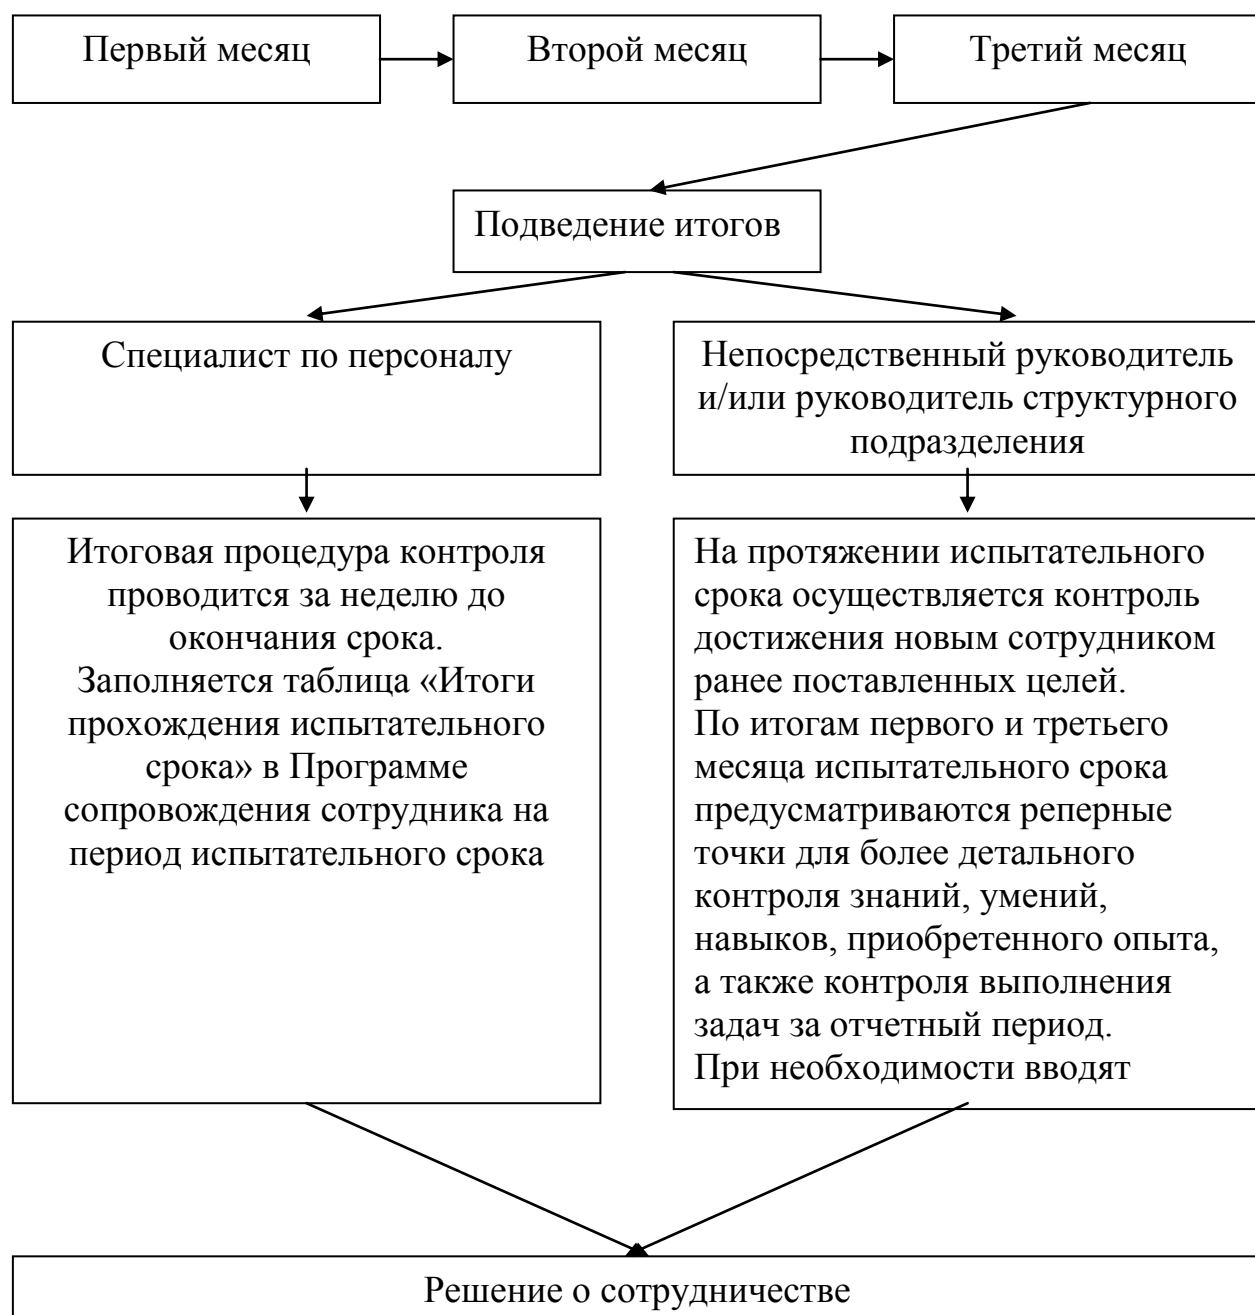 Первый месяц
Второй месяц
Третий месяц
Подведение итогов
Специалист по персоналу
Непосредственный руководитель
и/или руководитель структурного
подразделения
Итоговая процедура контроля
проводится за неделю до
окончания срока.
Заполняется таблица «Итоги
прохождения испытательного
срока» в Программе
сопровождения сотрудника на
период испытательного срока
На протяжении испытательного
срока осуществляется контроль
достижения новым сотрудником
ранее поставленных целей.
По итогам первого и третьего
месяца испытательного срока
предусматриваются реперные
точки для более детального
контроля знаний, умений,
навыков, приобретенного опыта,
а также контроля выполнения
задач за отчетный период.
При необходимости вводят
Решение о сотрудничестве